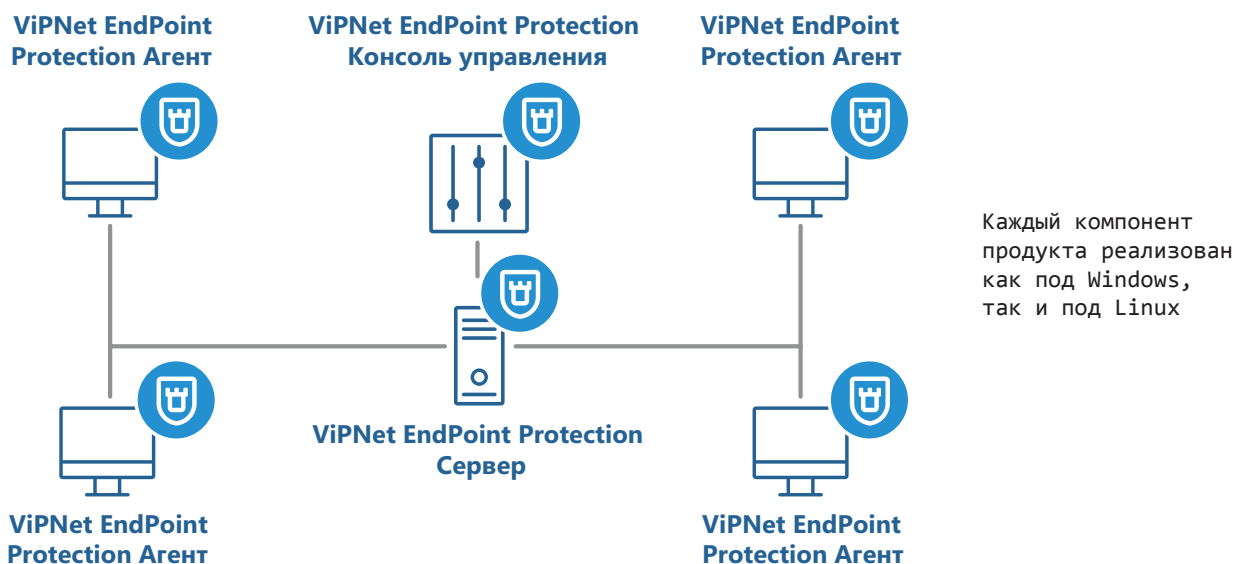 ViPNet EndPoint
Protection Агент
ViPNet EndPoint Protection
Консоль управления
ViPNet EndPoint
Protection Агент
Каждый компонент
продукта реализован
как под Windows,
так и под Linux
ViPNet EndPoint Protection
Сервер
ViPNet EndPoint
Protection Агент
ViPNet EndPoint
Protection Агент